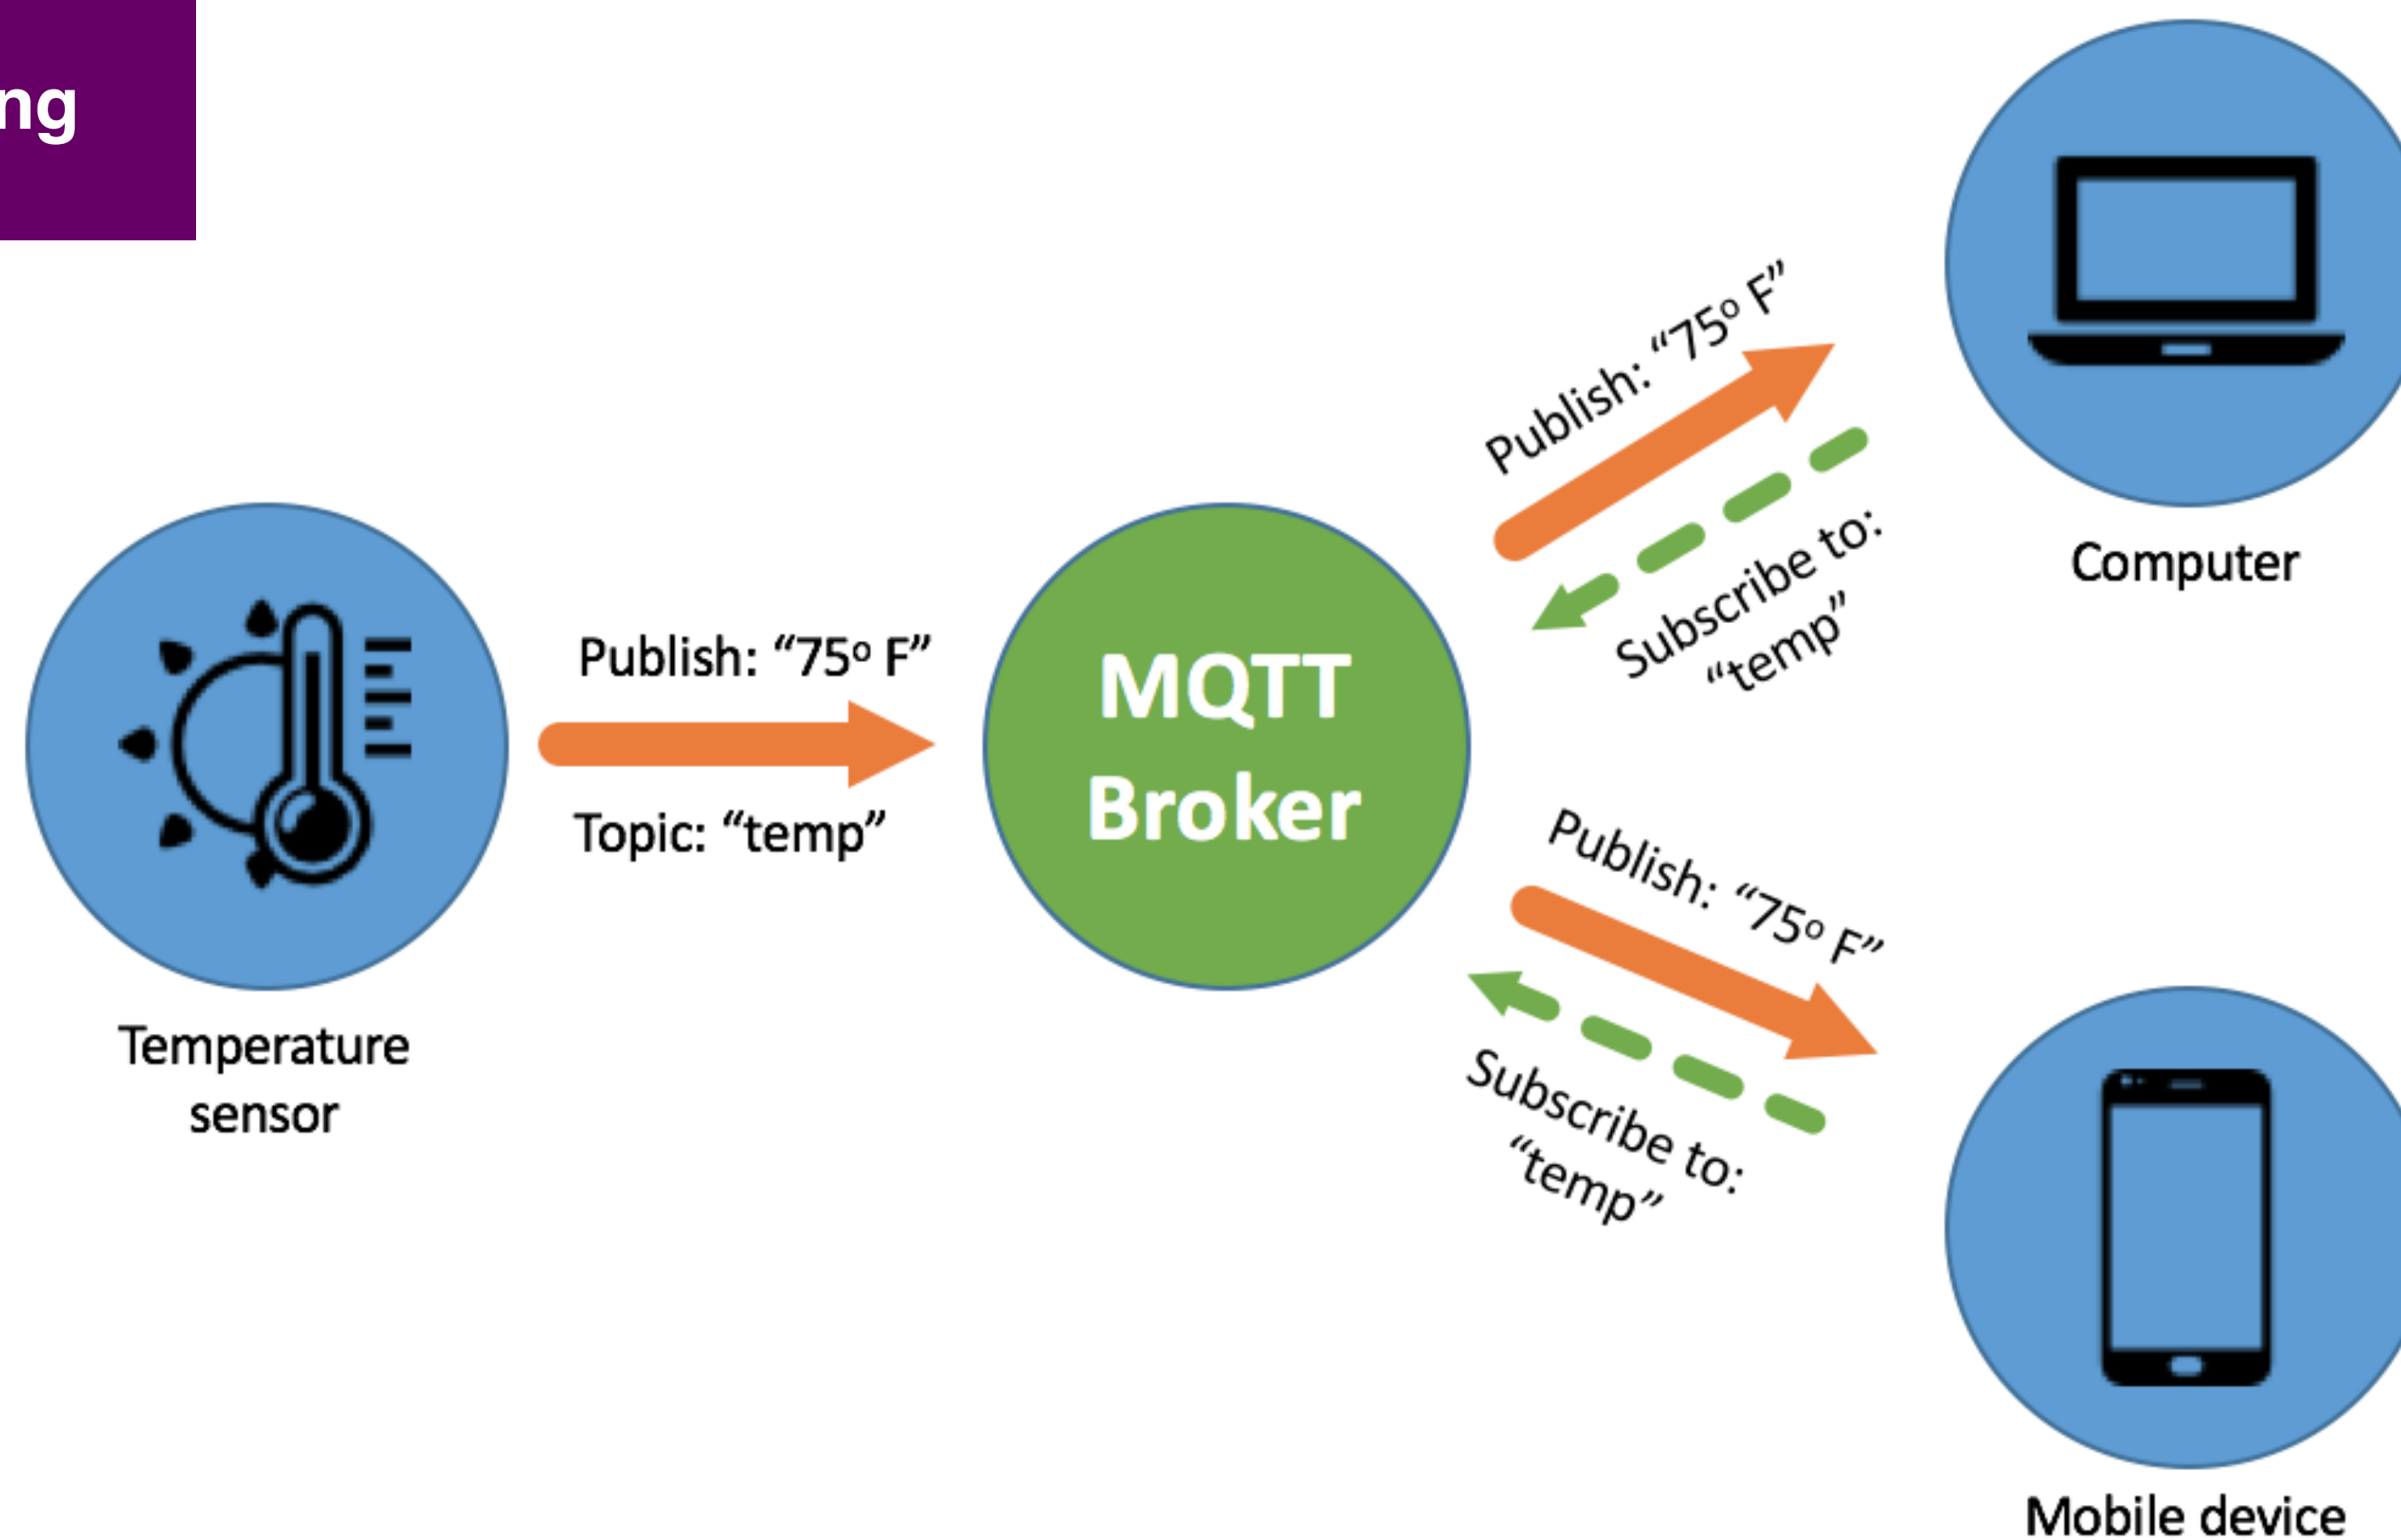 ng
Publish: “75º F”
Subscribe to:
“temp”
Computer
Publish: “75º F”
Topic: “temp”
MQTT
Broker
Temperature
sensor
Publish: “75º F”
Subscribe to:
“temp”
Mobile device